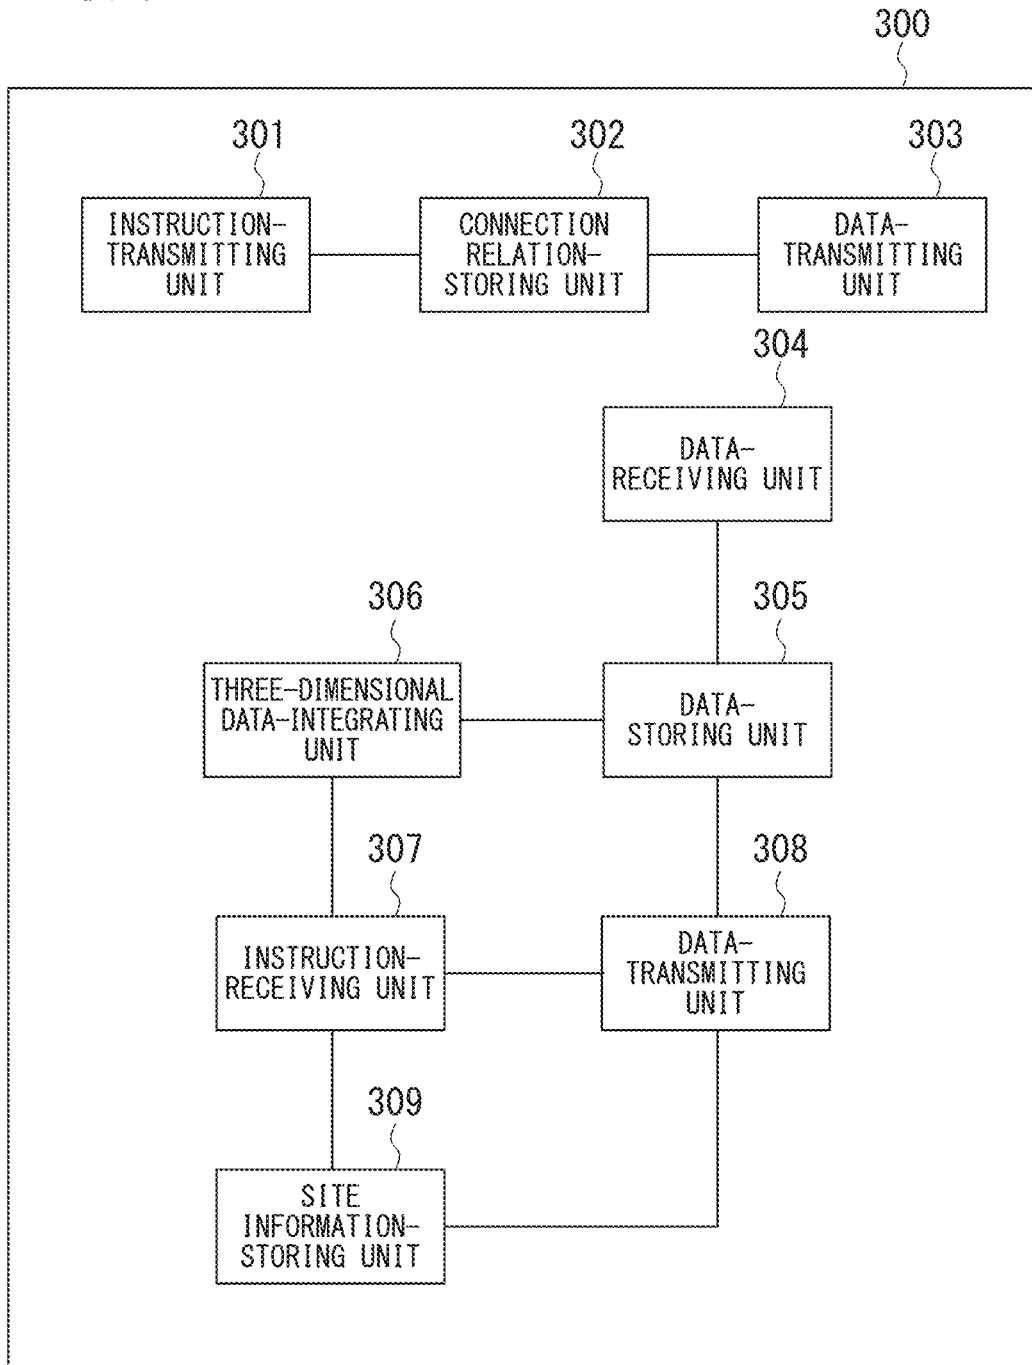 300
301
302
303
INSTRUCTION-
TRANSMITTING
UNIT
CONNECTION
RELATION-
STORING UNIT
DATA-
TRANSMITTING
UNIT
304
DATA-
RECEIVING UNIT
306
305
THREE-DIMENSIONAL
DATA-INTEGRATING
UNIT
DATA-
STORING UNIT
307
308
INSTRUCTION-
RECEIVING UNIT
DATA-
TRANSMITTING
UNIT
309
SITE
INFORMATION-
STORING UNIT